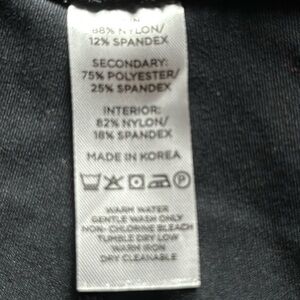 88% NYLON/
12% SPANDEX
SECONDARY:
75% POLYESTER/
25% SPANDEX
INTERIOR:
82% NYLON/
18% SPANDEX
MADE IN KOREA
P
WARM WATER
GENTLE WASH ONLY
NON- CHLORINE BLEACH
TUMBLE DRY LOW
WARM IRON
DRY CLEANABLE